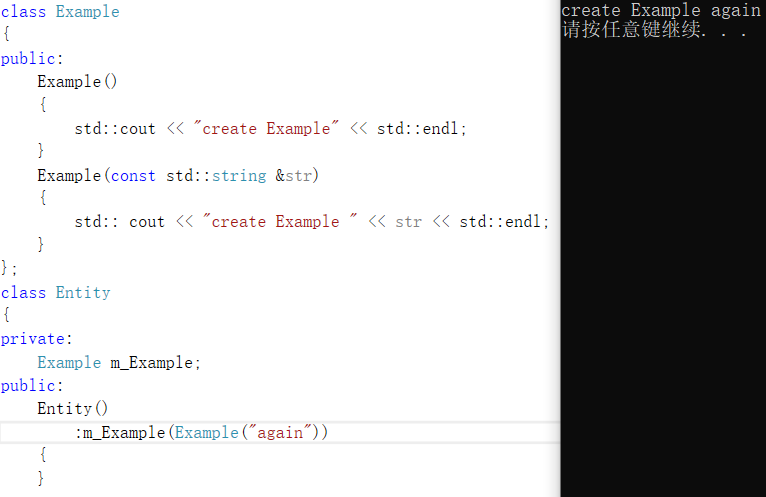 class Example
{
public:
    Example()
    {
        std::cout << "create Example" << std::endl;
    }
    Example(const std::string &str)
    {
        std:: cout << "create Example " << str << std::endl;
    }
};
class Entity
{
private:
    Example m_Example;
public:
    Entity()
        :m_Example(Example("again"))
    {
    }
create Example again
请按任意键继续. . .